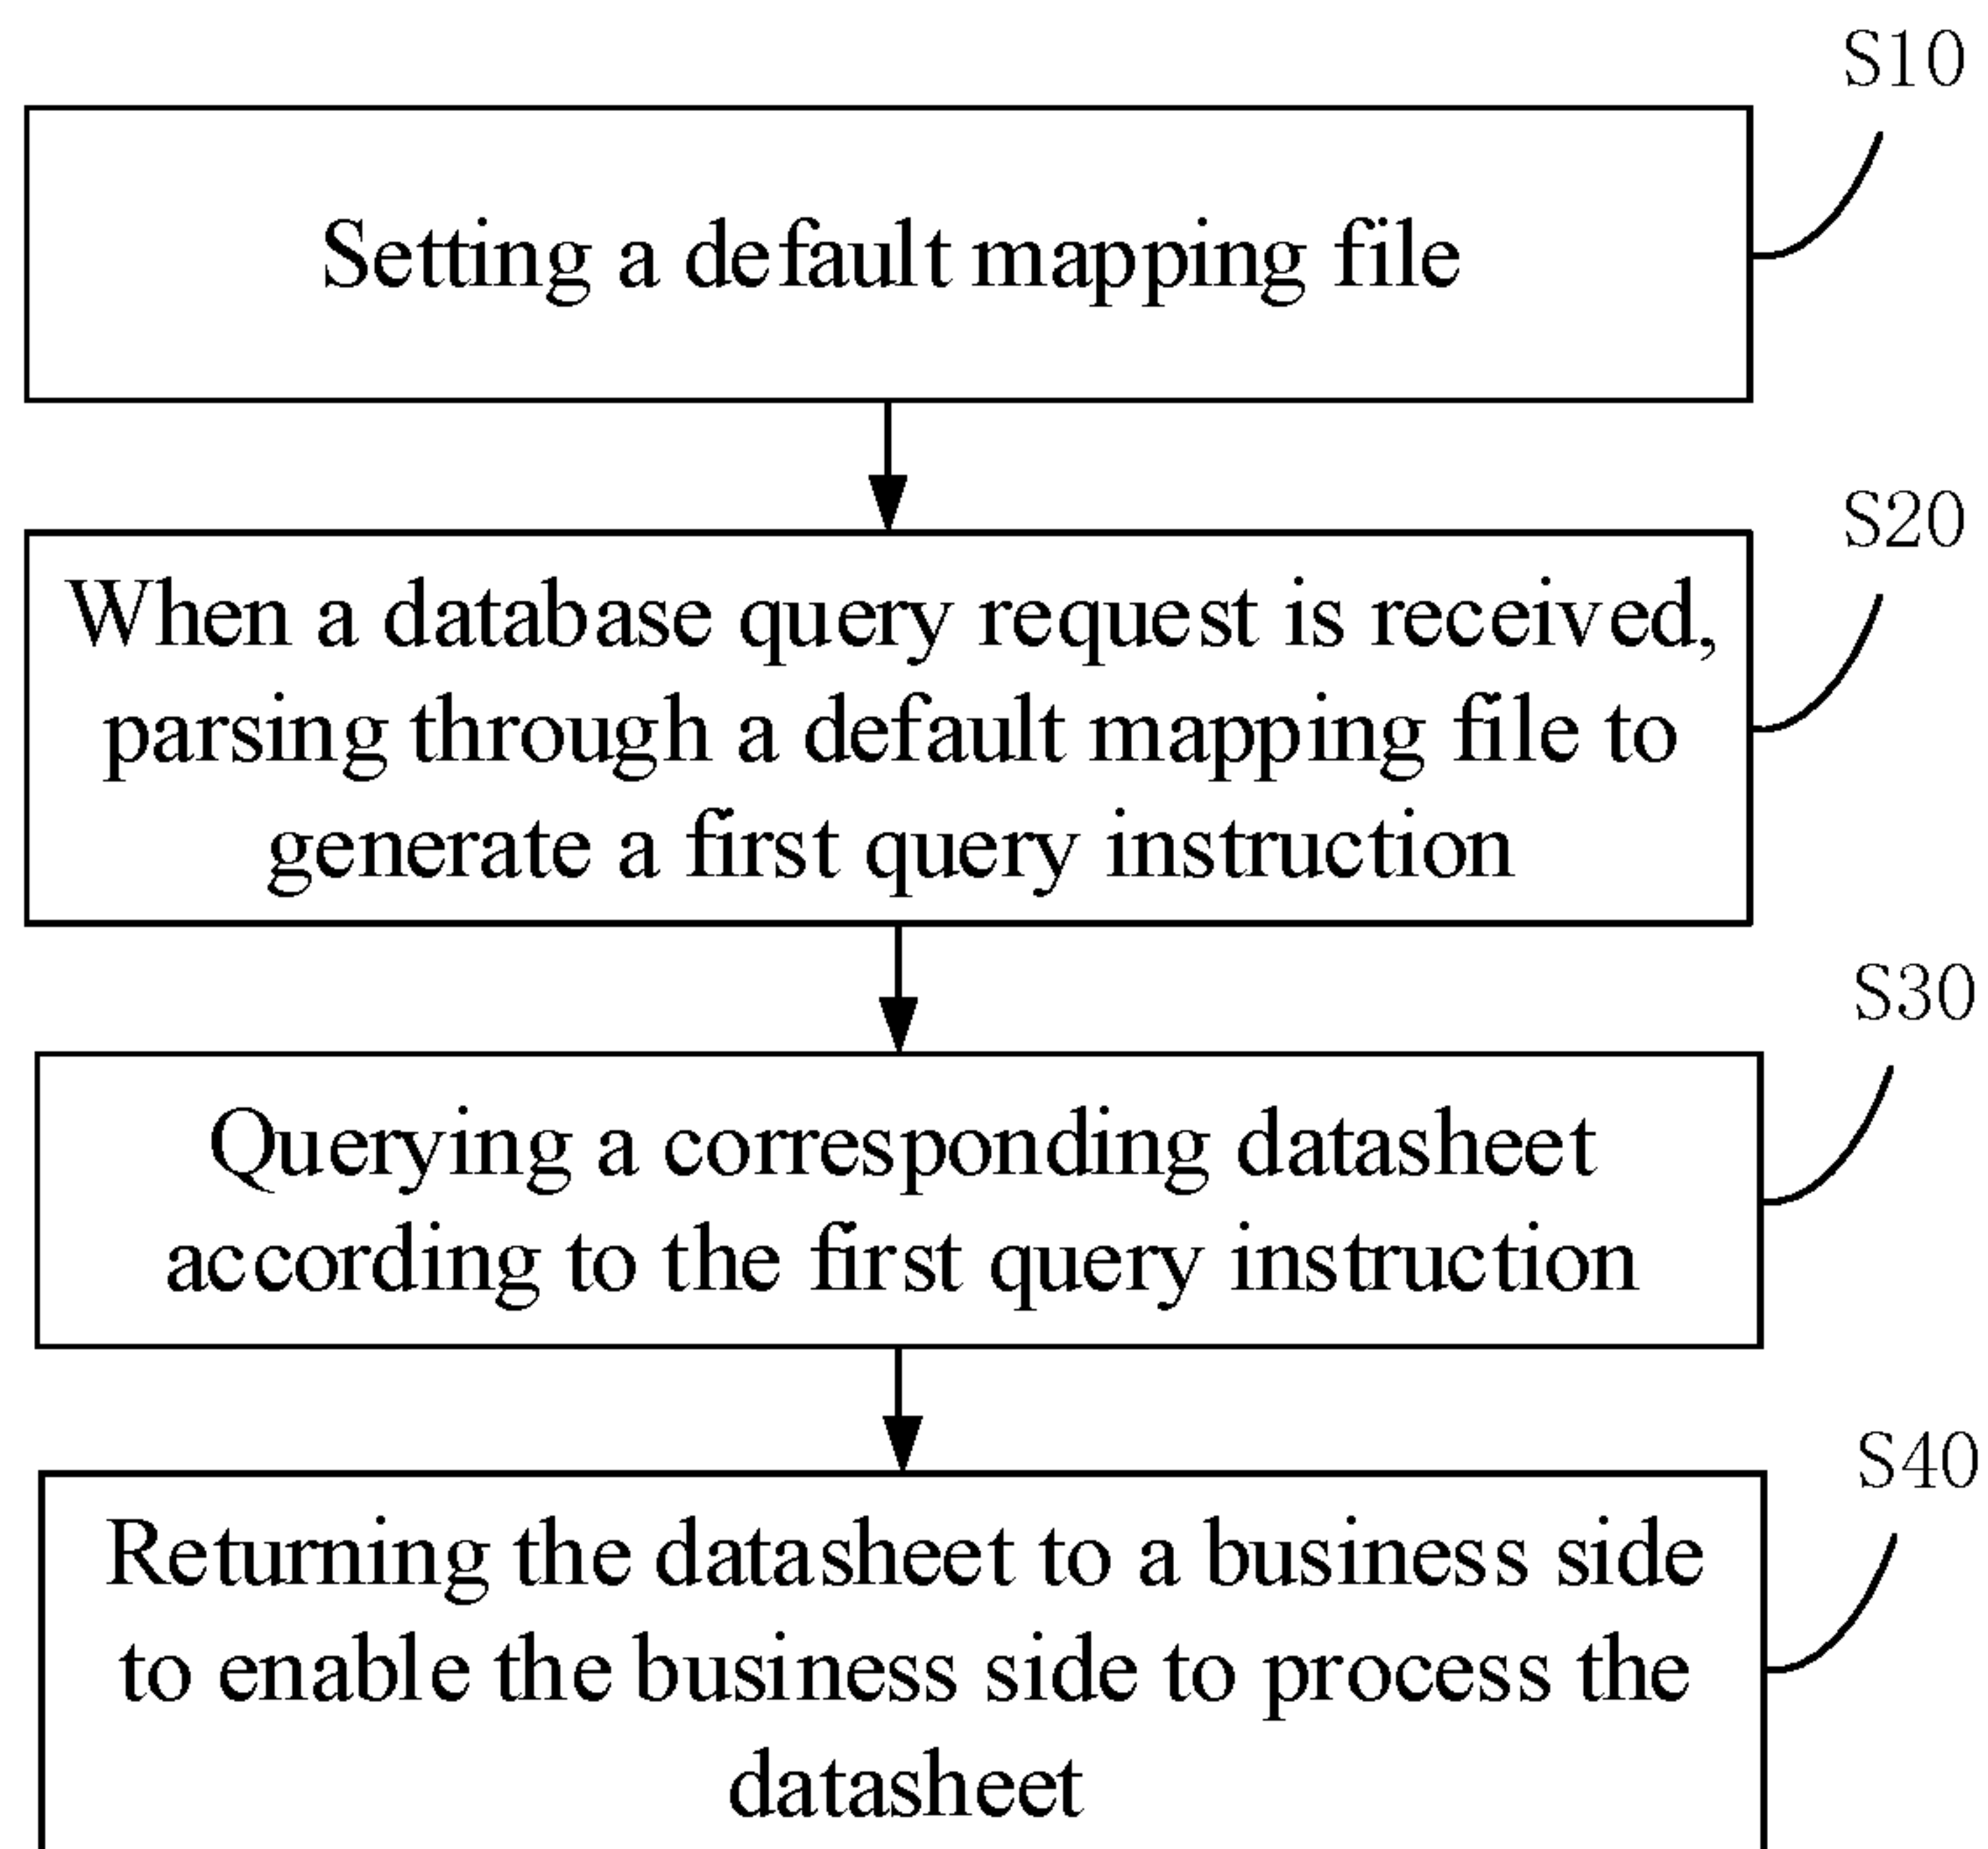 S10
Setting a default mapping file
S20
When a database query request is received,
parsing through a default mapping file to
generate a first query instruction
S30
Querying a corresponding datasheet
according to the first query instruction
S40
Returning the datasheet to a business side
to enable the business side to process the
datasheet